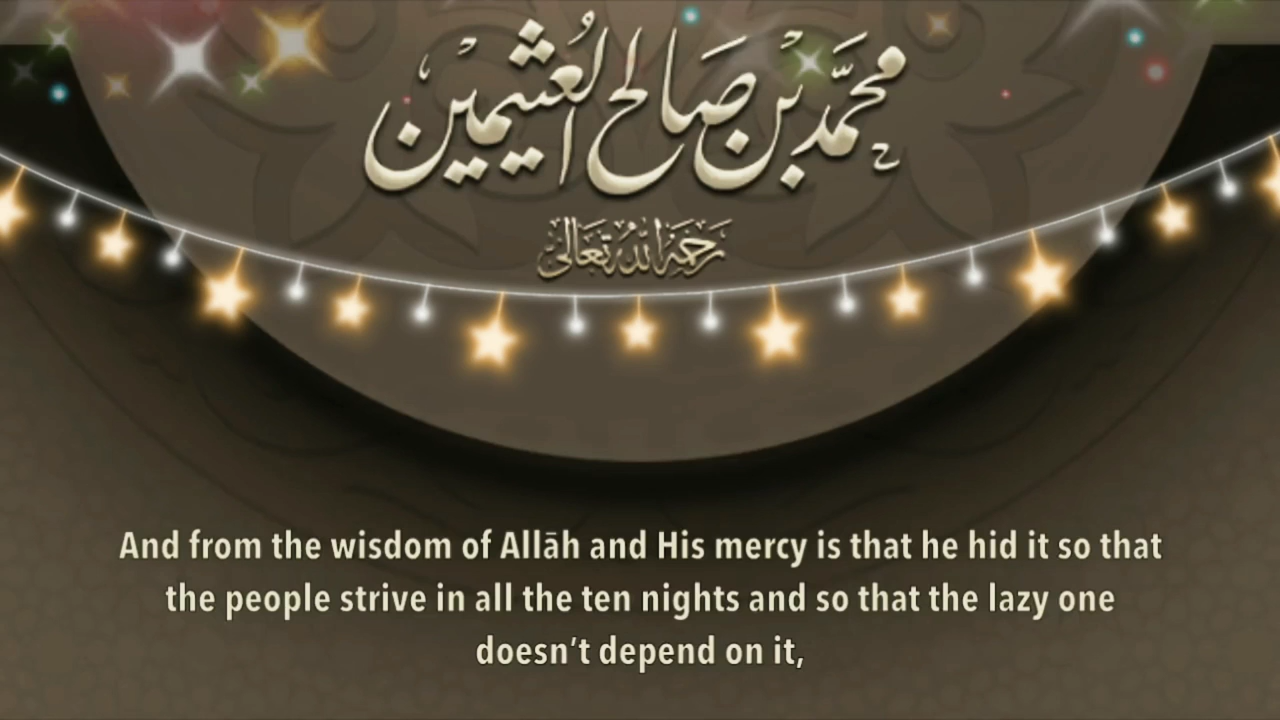 محمد بن صالح العثيمين
رحمه الله تعالى
And from the wisdom of Allāh and His mercy is that he hid it so that
the people strive in all the ten nights and so that the lazy one
doesn’t depend on it,